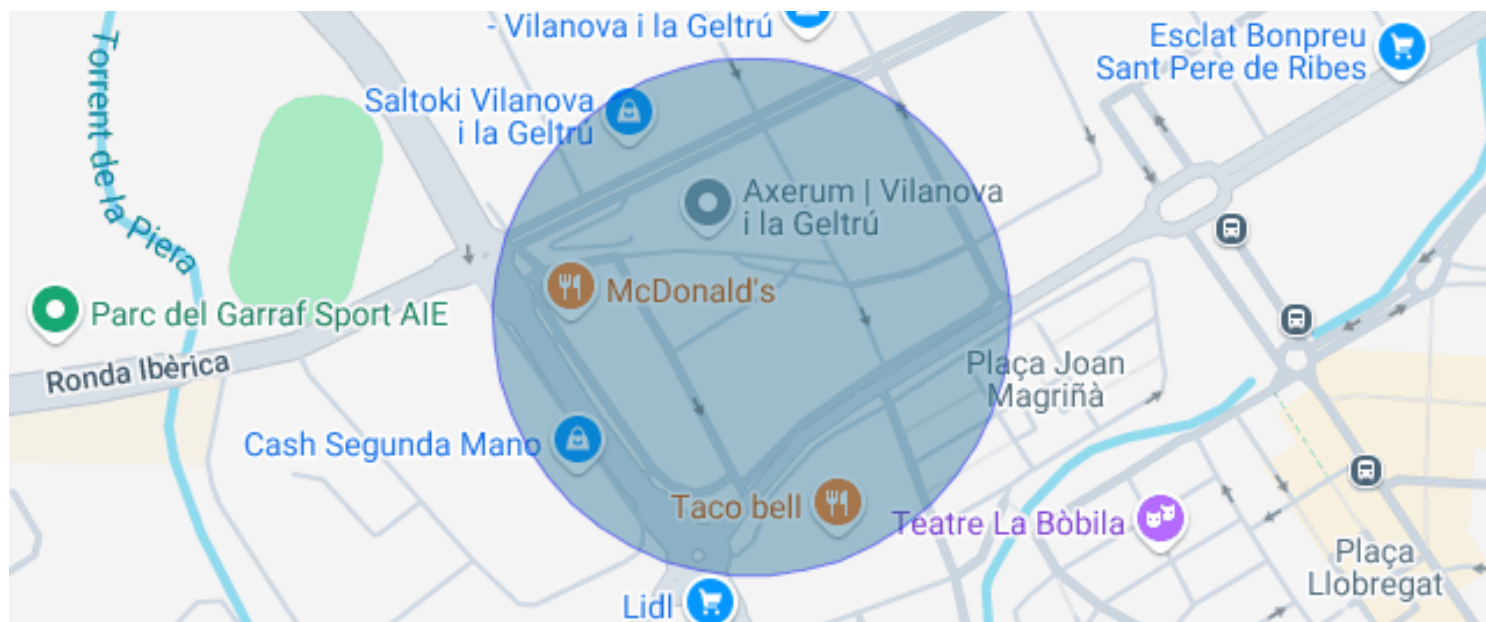 - Vilanova i la Geltrú
Esclat Bonpreu
Sant Pere de Ribes
Torrent de la Piera
Saltoki Vilanova
i la Geltrú
Axerum | Vilanova
i la Geltrú
McDonald's
Parc del Garraf Sport AIE
Ronda Ibèrica
Plaça Joan
Magriñà
Cash Segunda Mano
Taco bell
Teatre La Bòbila
Plaça
Llobregat
Lidl